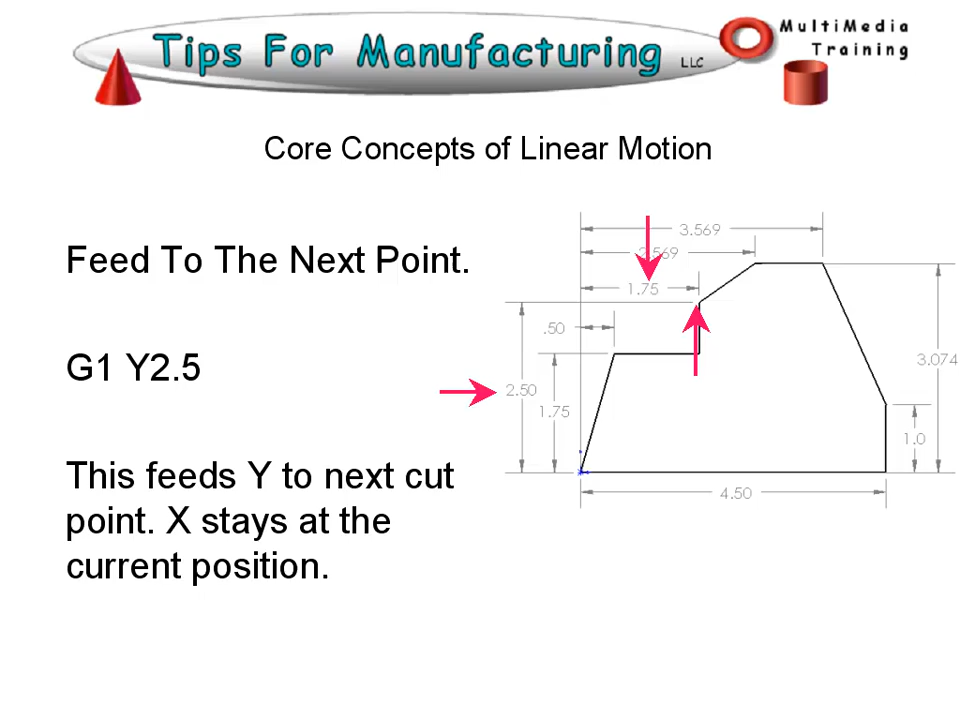 Tips For Manufacturing LLC
MultiMedia
Training
Core Concepts of Linear Motion
Feed To The Next Point.
G1 Y2.5
This feeds Y to next cut
point. X stays at the
current position.
3.569
2.569
1.75
.50
2.50
1.75
3.074
1.0
4.50